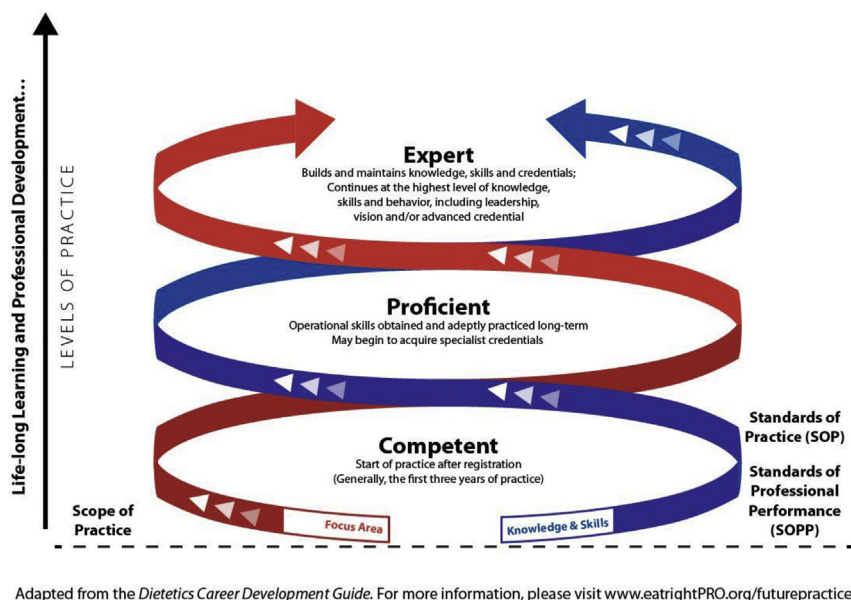 Life-long Learning and Professional Development...
LEVELS OF PRACTICE
Expert
Builds and maintains knowledge, skills and credentials;
Continues at the highest level of knowledge,
skills and behavior, including leadership,
vision and/or advanced credential
Proficient
Operational skills obtained and adeptly practiced long-term
May begin to acquire specialist credentials
Competent
Start of practice after registration
(Generally, the first three years of practice)
Standards of
Practice (SOP)
Standards of
Professional
Performance
(SOPP)
Scope of
Practice
Focus Area
Knowledge & Skills
Adapted from the Dietetics Career Development Guide. For more information, please visit www.eatrightPRO.org/futurepractice